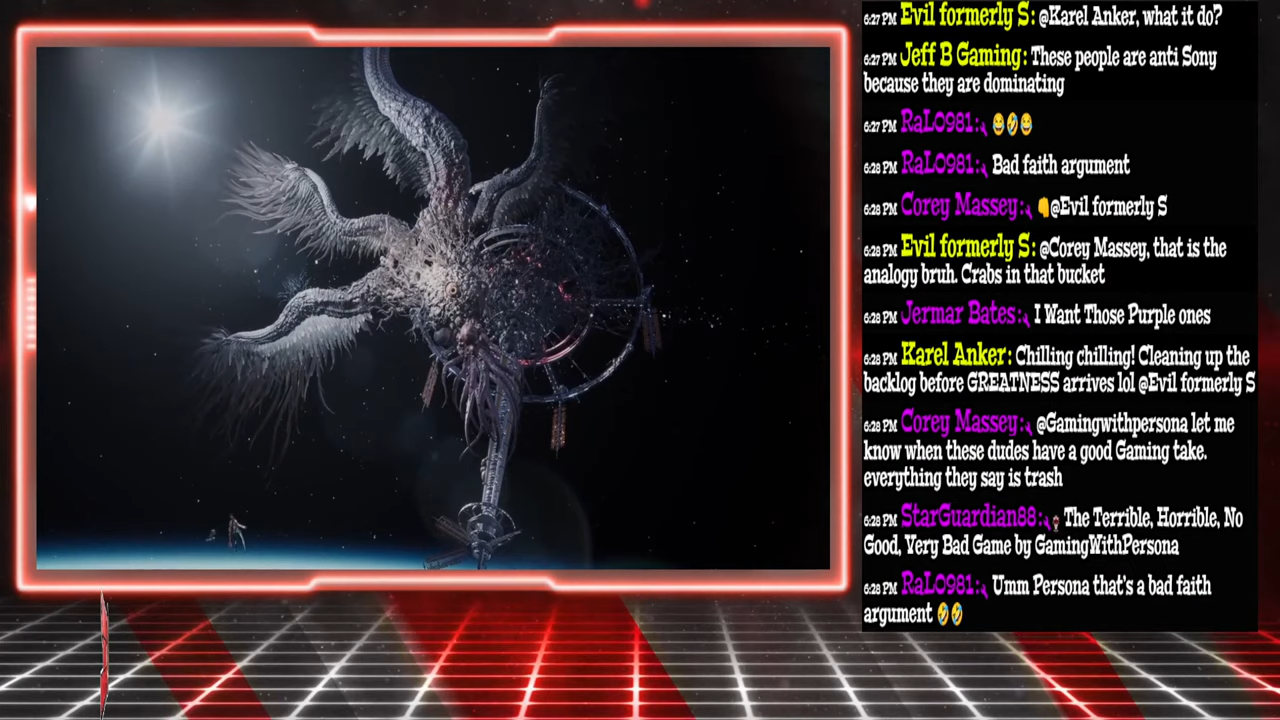 6:27 PM Evil formerly S: @Karel Anker, what it do?
6:27 PM Jeff B Gaming: These people are anti Sony
because they are dominating
6:27 PM RaLO981: 😂🤣😂
6:28 PM RaLO981: Bad faith argument
6:28 PM Corey Massey: 👊@Evil formerly S
6:28 PM Evil formerly S: @Corey Massey, that is the
analogy bruh. Crabs in that bucket
6:28 PM Jermar Bates: I Want Those Purple ones
6:28 PM Karel Anker: Chilling chilling! Cleaning up the
backlog before GREATNESS arrives lol @Evil formerly S
6:28 PM Corey Massey: @Gamingwithpersona let me
know when these dudes have a good Gaming take.
everything they say is trash
6:28 PM StarGuardian88: The Terrible, Horrible, No
Good, Very Bad Game by GamingWithPersona
6:28 PM RaLO981: Umm Persona that's a bad faith
argument 🤣🤣